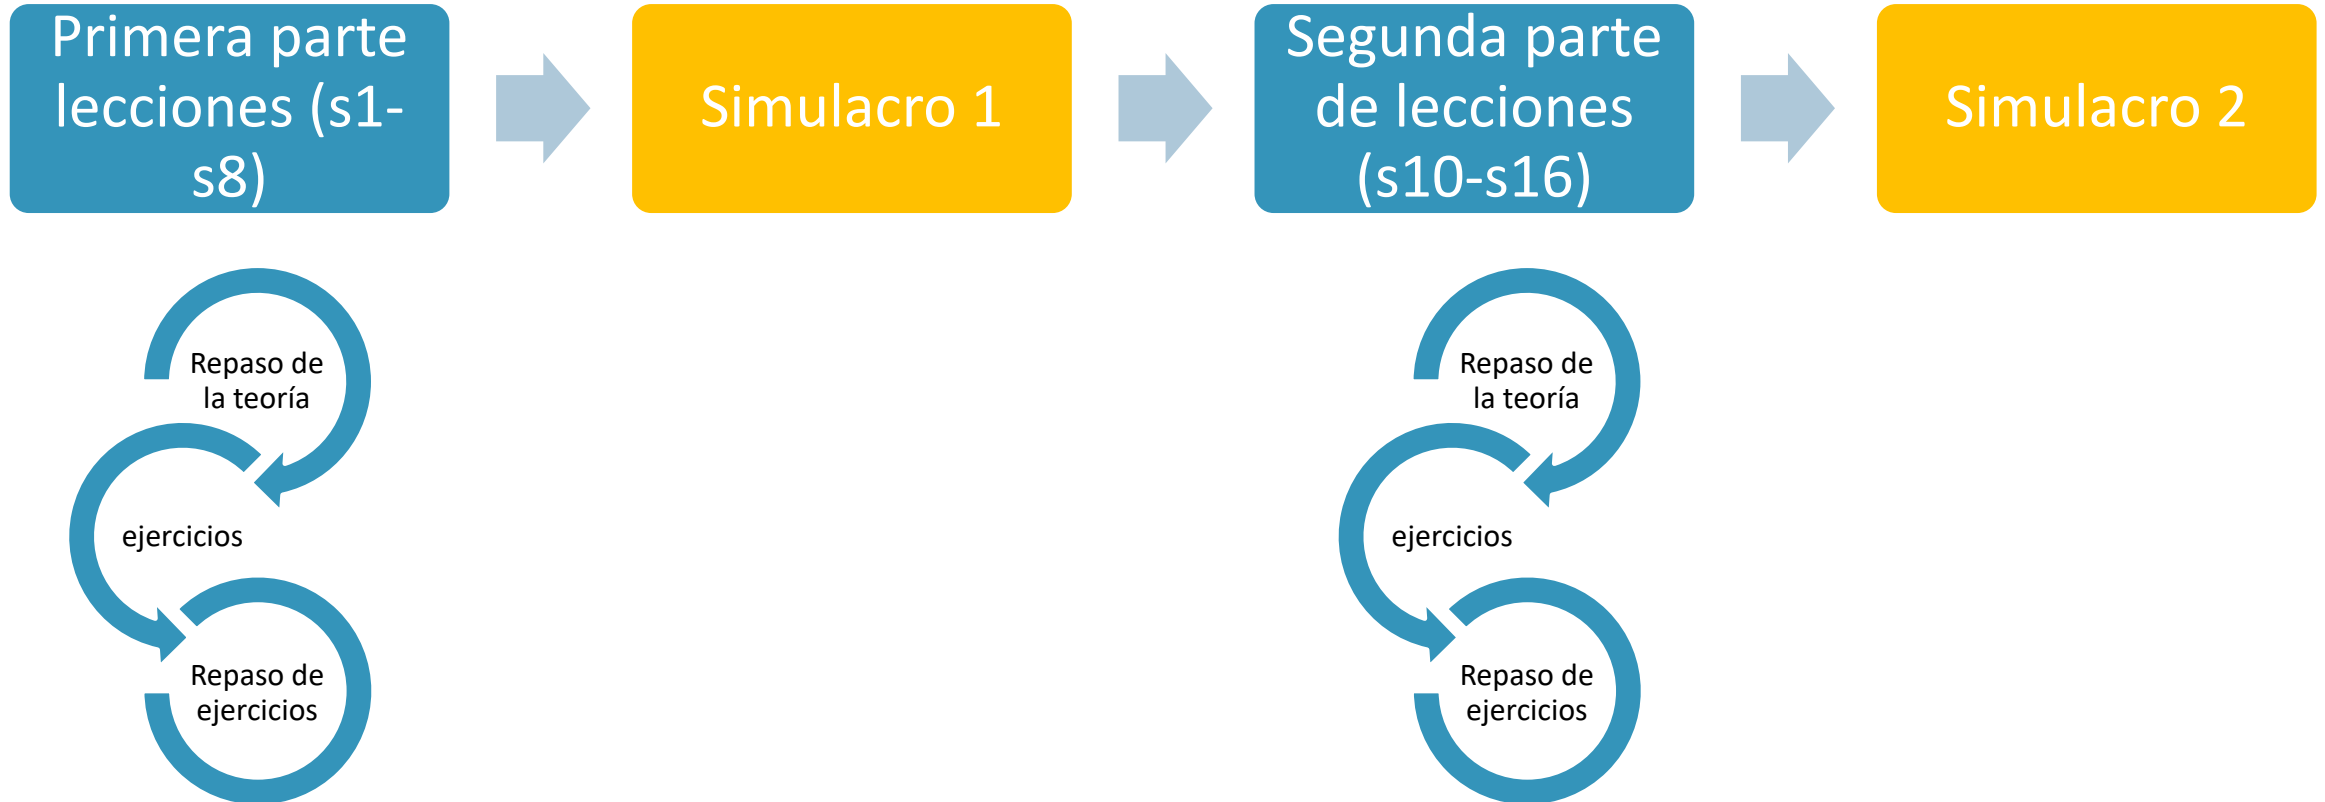 Primera parte
lecciones (s1-
s8)
Simulacro 1
Segunda parte
de lecciones
(s10-s16)
Simulacro 2
Repaso de
la teoría
ejercicios
Repaso de
ejercicios
Repaso de
la teoría
ejercicios
Repaso de
ejercicios